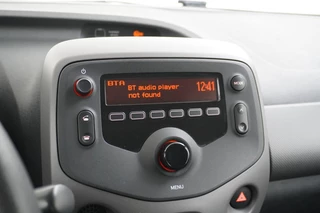 BTA
BT audio player
not found
12:41
MENU